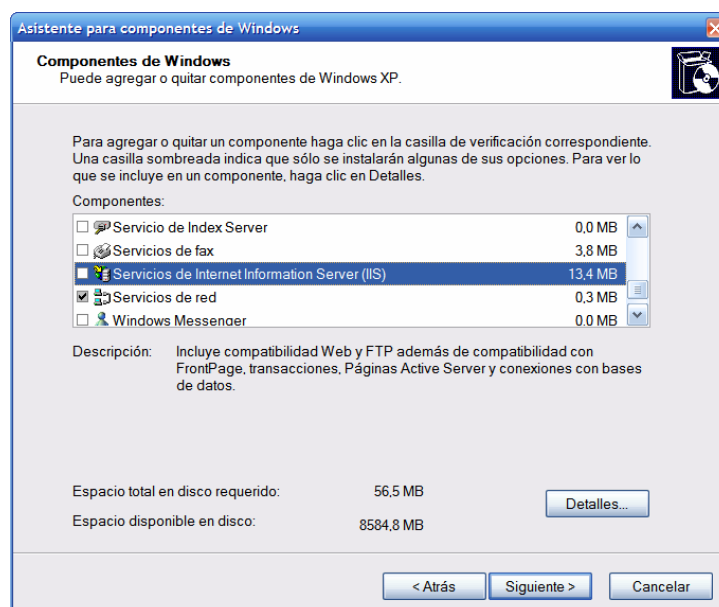 Asistente para componentes de Windows
Componentes de Windows
Puede agregar o quitar componentes de Windows XP.
Para agregar o quitar un componente haga clic en la casilla de verificación correspondiente.
Una casilla sombreada indica que sólo se instalarán algunas de sus opciones. Para ver lo
que se incluye en un componente, haga clic en Detalles.
Componentes:
Servicio de Index Server 0,0 MB
Servicios de fax 3,8 MB
Servicios de Internet Information Server (IIS) 13,4 MB
Servicios de red 0,3 MB
Windows Messenger 0.0 MB
Descripción: Incluye compatibilidad Web y FTP además de compatibilidad con
FrontPage, transacciones, Páginas Active Server y conexiones con bases
de datos.
Espacio total en disco requerido: 56,5 MB
Detalles...
Espacio disponible en disco: 8584,8 MB
< Atrás Siguiente > Cancelar